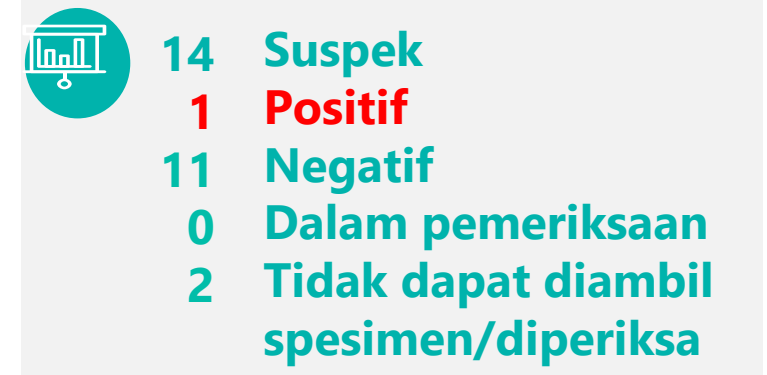 14 Suspek
1 Positif
11 Negatif
0 Dalam pemeriksaan
2 Tidak dapat diambil
spesimen/diperiksa